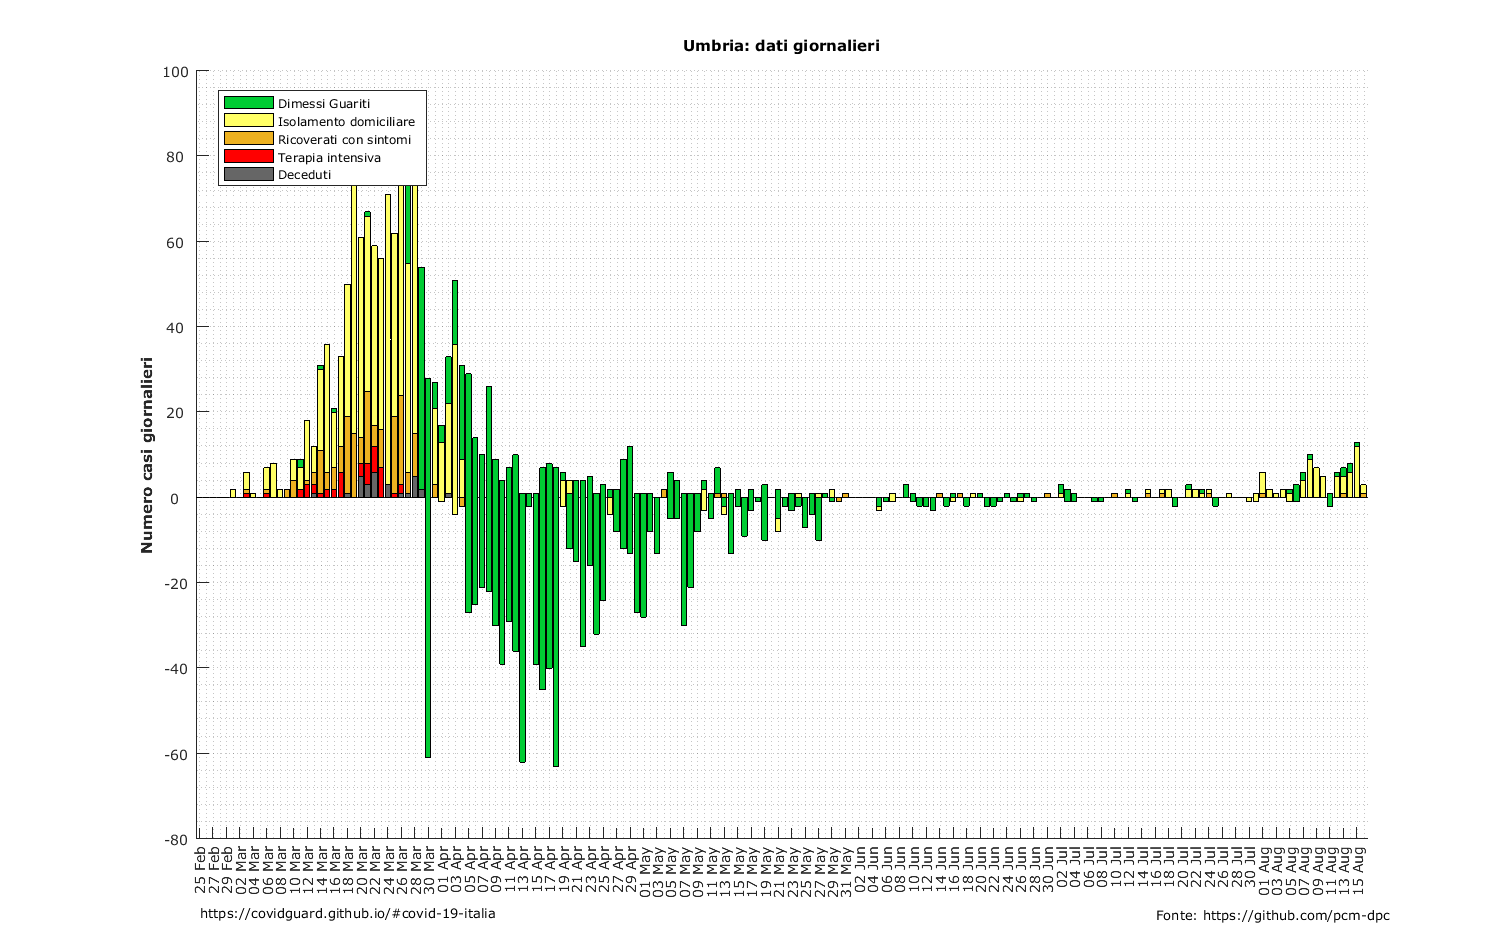 Umbria: dati giornalieri
100
80
60
40
20
0
-20
-40
-60
-80
Numero casi giornalieri
Dimessi Guariti
Isolamento domiciliare
Ricoverati con sintomi
Terapia intensiva
Deceduti
25 Feb
27 Feb
29 Feb
02 Mar
04 Mar
06 Mar
08 Mar
10 Mar
12 Mar
14 Mar
16 Mar
18 Mar
20 Mar
22 Mar
24 Mar
26 Mar
28 Mar
30 Mar
01 Apr
03 Apr
05 Apr
07 Apr
09 Apr
11 Apr
13 Apr
15 Apr
17 Apr
19 Apr
21 Apr
23 Apr
25 Apr
27 Apr
29 Apr
01 May
03 May
05 May
07 May
09 May
11 May
13 May
15 May
17 May
19 May
21 May
23 May
25 May
27 May
29 May
31 May
02 Jun
04 Jun
06 Jun
08 Jun
10 Jun
12 Jun
14 Jun
16 Jun
18 Jun
20 Jun
22 Jun
24 Jun
26 Jun
28 Jun
30 Jun
02 Jul
04 Jul
06 Jul
08 Jul
10 Jul
12 Jul
14 Jul
16 Jul
18 Jul
20 Jul
22 Jul
24 Jul
26 Jul
28 Jul
30 Jul
01 Aug
03 Aug
05 Aug
07 Aug
09 Aug
11 Aug
13 Aug
15 Aug
https://covidguard.github.io/#covid-19-italia
Fonte: https://github.com/pcm-dpc